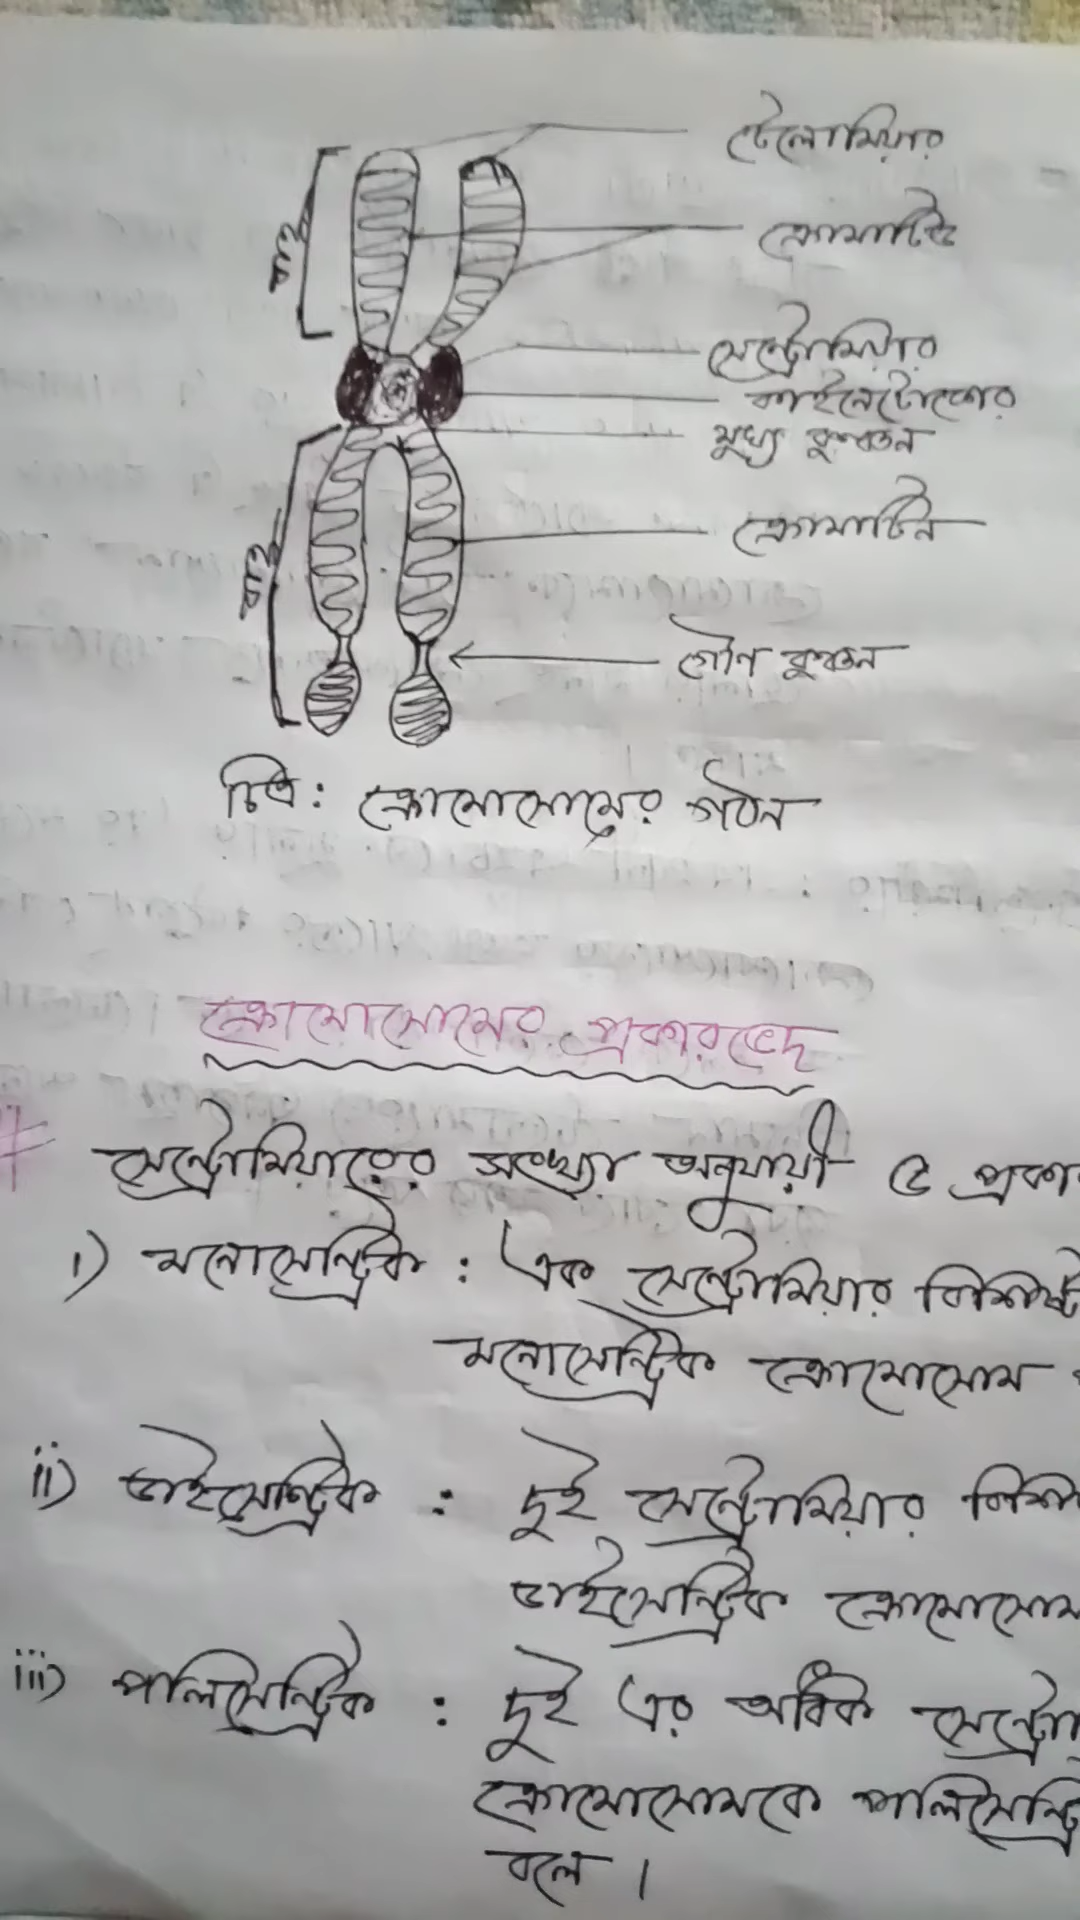 টেলোমিয়ার
ক্রোমাটিড
বাহু
সেন্ট্রোমিয়ার
কাইনেটোকোর
মুখ্য কুঞ্চন
ক্রোমাটিন
বাহু
গৌণ কুঞ্চন
চিত্র : ক্রোমোসোমের গঠন
ক্রোমোসোমের প্রকারভেদ
সেন্ট্রোমিয়ারের সংখ্যা অনুযায়ী ৫ প্রকা
i) মনোসেন্ট্রিক : এক সেন্ট্রোমিয়ার বিশিষ্ট
মনোসেন্ট্রিক ক্রোমোসোম
ii) ডাইসেন্ট্রিক : দুই সেন্ট্রোমিয়ার বিশি
ডাইসেন্ট্রিক ক্রোমোসোম
iii) পলিসেন্ট্রিক : দুই এর অধিক সেন্ট্রো
ক্রোমোসোমকে পলিসেন্ট্রি
বলে ।